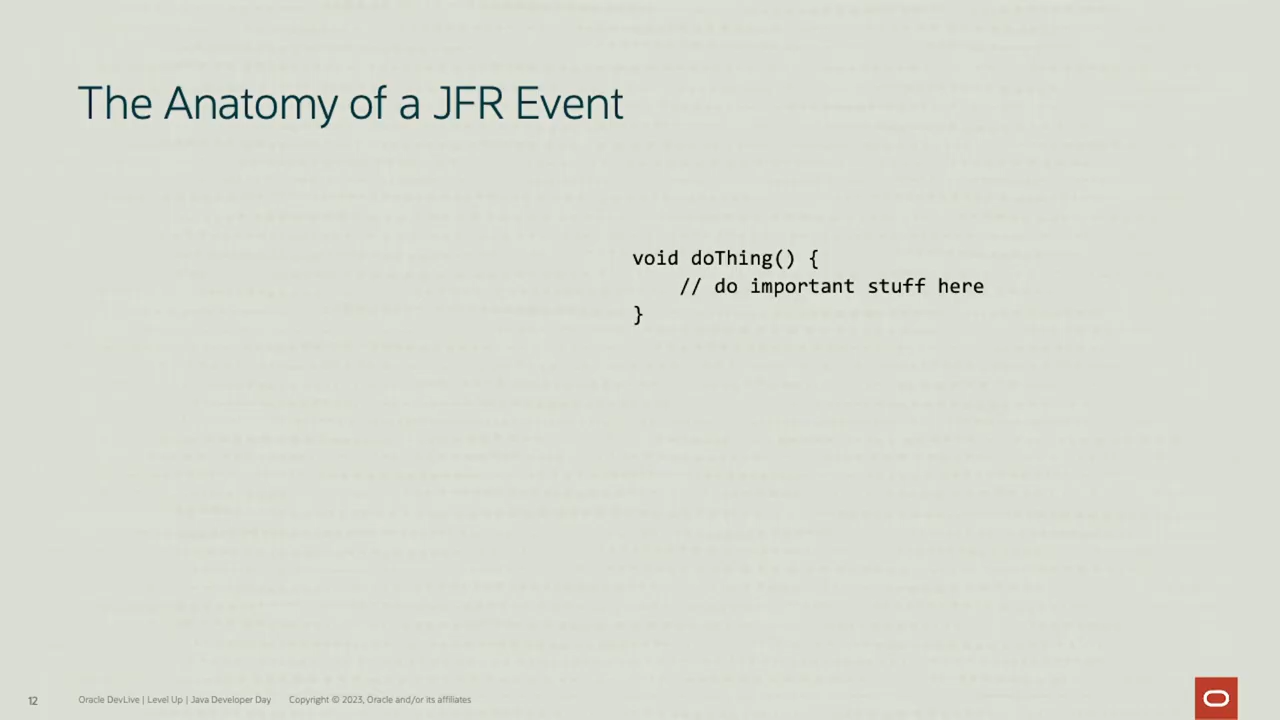 The Anatomy of a JFR Event
void doThing() {
    // do important stuff here
}
12 Oracle DevLive | Level Up | Java Developer Day Copyright © 2023, Oracle and/or its affiliates